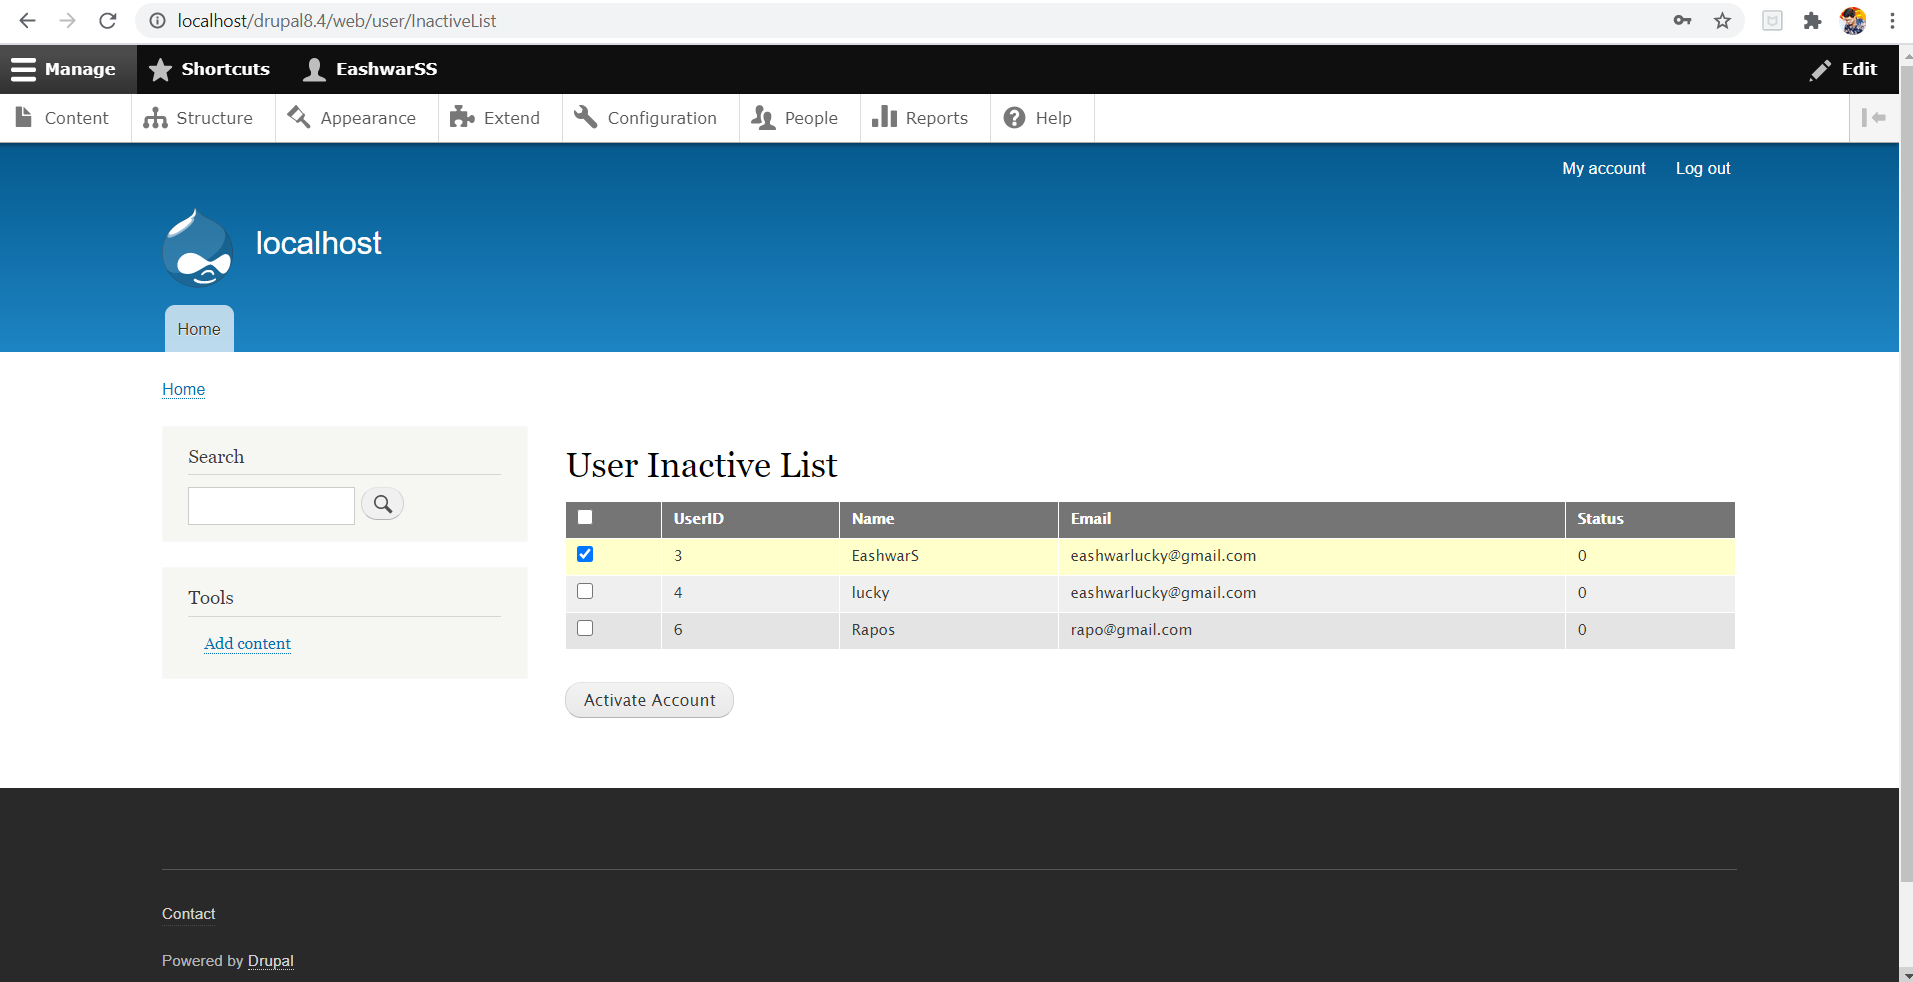 localhost/drupal8.4/web/user/InactiveList
Manage Shortcuts EashwarSS Edit
Content Structure Appearance Extend Configuration People Reports Help
My account Log out
localhost
Home
Home
Search
Tools
Add content
User Inactive List
UserID Name Email Status
3 EashwarS eashwarlucky@gmail.com 0
4 lucky eashwarlucky@gmail.com 0
6 Rapos rapo@gmail.com 0
Activate Account
Contact
Powered by Drupal